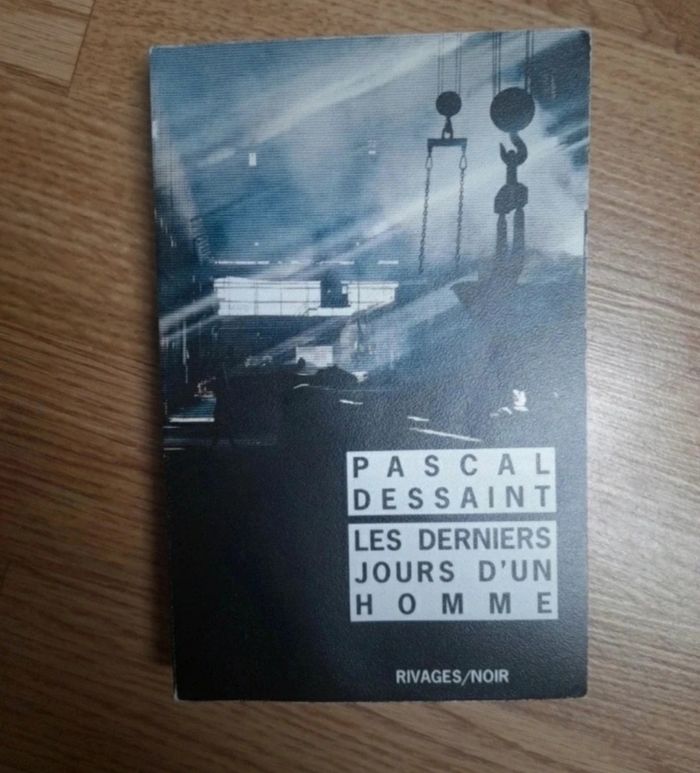 PASCAL
DESSAINT
LES DERNIERS
JOURS D'UN
HOMME
RIVAGES/NOIR